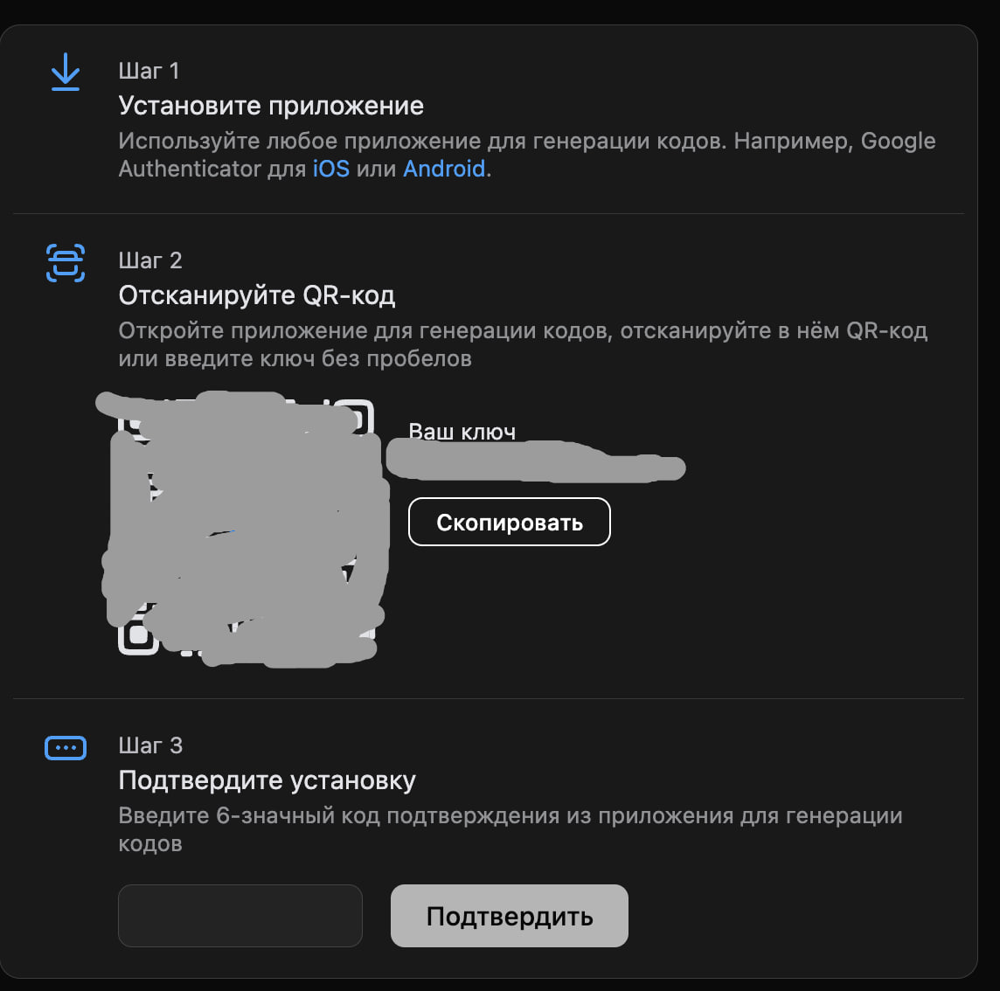 Шаг 1
Установите приложение
Используйте любое приложение для генерации кодов. Например, Google
Authenticator для iOS или Android.
Шаг 2
Отсканируйте QR-код
Откройте приложение для генерации кодов, отсканируйте в нём QR-код
или введите ключ без пробелов
Ваш ключ
Скопировать
Шаг 3
Подтвердите установку
Введите 6-значный код подтверждения из приложения для генерации
кодов
Подтвердить